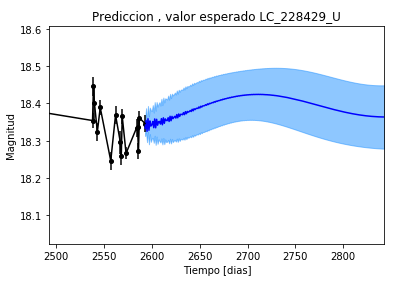 Prediccion , valor esperado LC_228429_U
18.6
18.5
18.4
18.3
18.2
18.1
Magnitud
2500 2550 2600 2650 2700 2750 2800
Tiempo [dias]